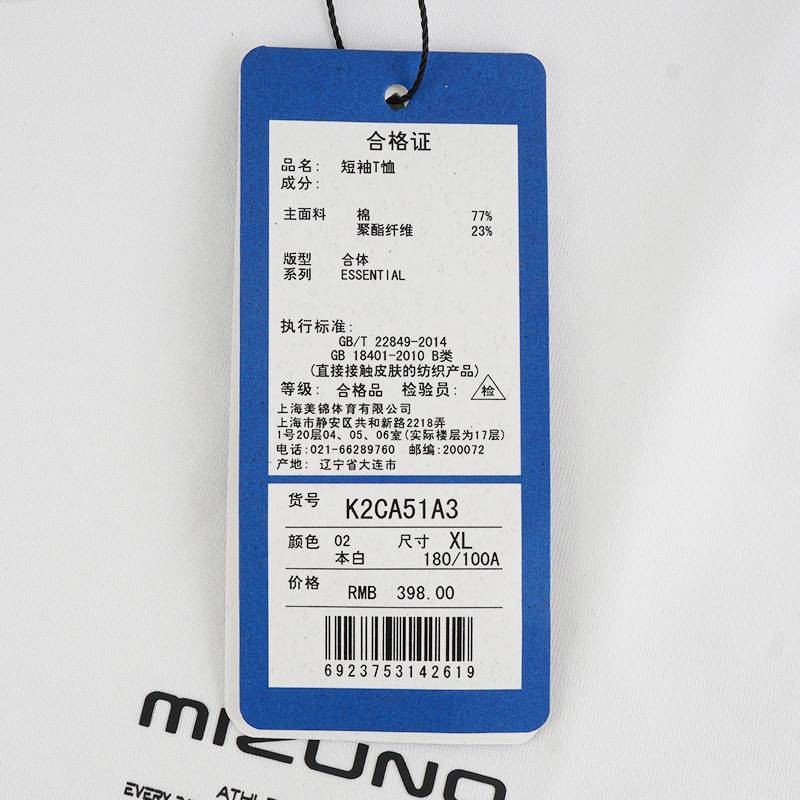 合格证
品名: 短袖T恤
成分:
主面料 棉 77%
聚酯纤维 23%
版型 合体
系列 ESSENTIAL
执行标准:
GB/T 22849-2014
GB 18401-2010 B类
(直接接触皮肤的纺织产品)
等级: 合格品 检验员: 检
上海美锦体育有限公司
上海市静安区共和新路2218弄
1号20层04、05、06室(实际楼层为17层)
电话:021-66289760 邮编:200072
产地: 辽宁省大连市
货号 K2CA51A3
颜色 02 尺寸 XL
本白 180/100A
价格 RMB 398.00
6923753142619
MIZUNO
EVERY